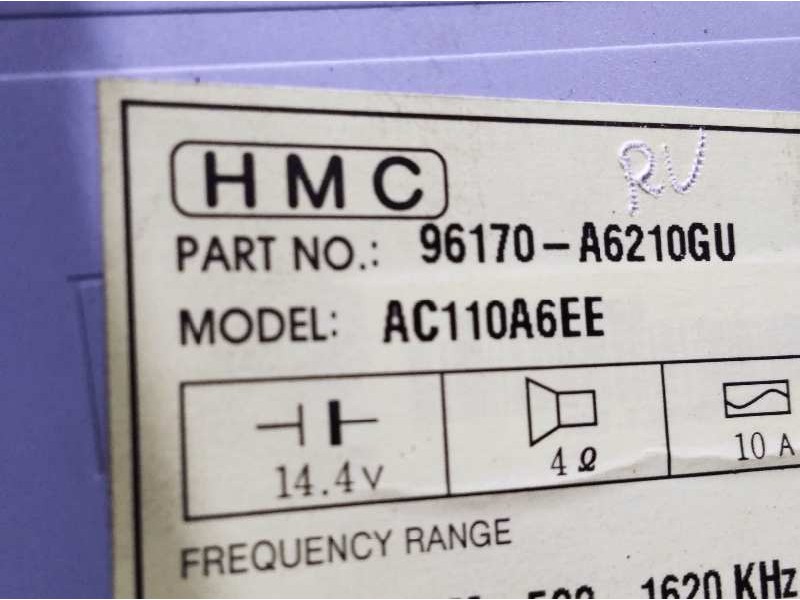 HMC
RU
PART NO.: 96170-A6210GU
MODEL: AC110A6EE
14.4V 4Ω 10 A
FREQUENCY RANGE
1620 KHz